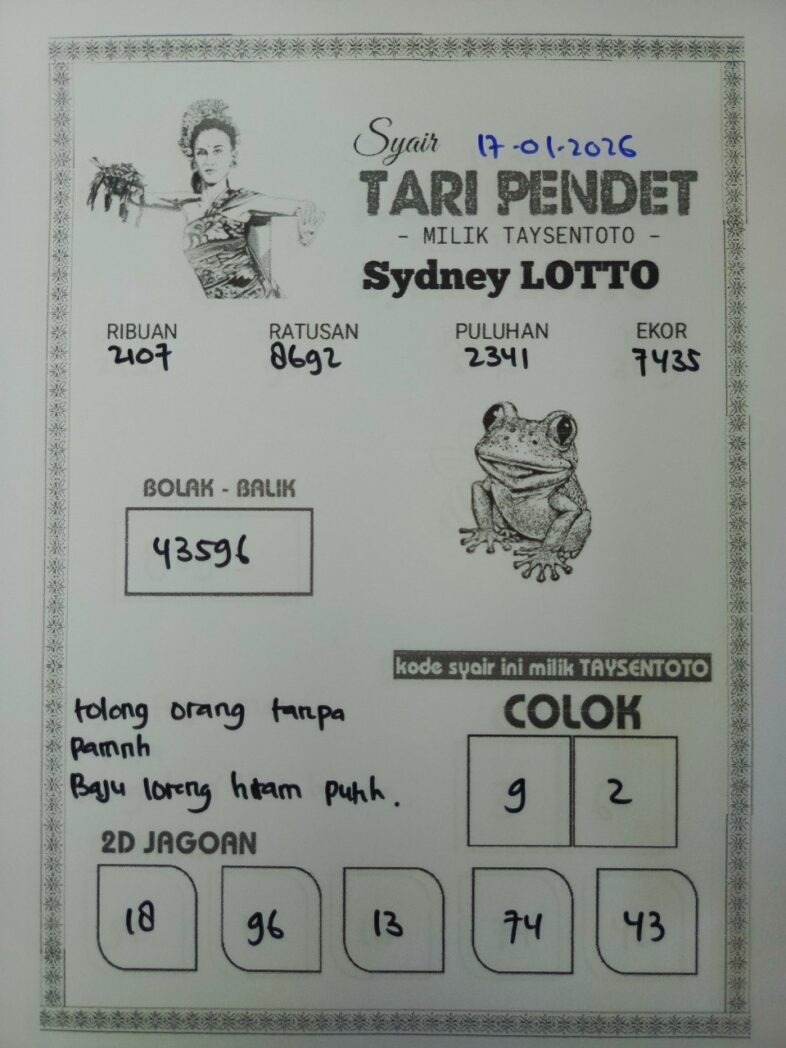 Syair 17-01-2026
TARI PENDET
- MILIK TAYSENTOTO -
Sydney LOTTO
RIBUAN RATUSAN PULUHAN EKOR
2107 8692 2341 7435
BOLAK - BALIK
43596
kode syair ini milik TAYSENTOTO
tolong orang tanpa
pamnh
Baju loreng hitam putih.
COLOK
9 2
2D JAGOAN
18 96 13 74 43